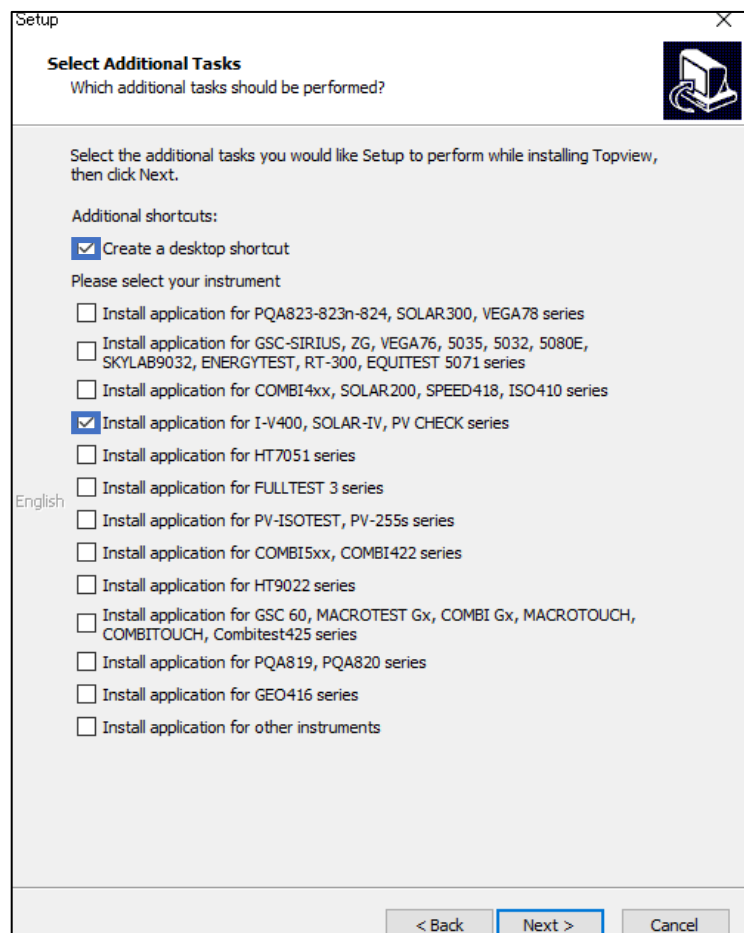 Setup
Select Additional Tasks
Which additional tasks should be performed?
Select the additional tasks you would like Setup to perform while installing Topview,
then click Next.
Additional shortcuts:
Create a desktop shortcut
Please select your instrument
Install application for PQA823-823n-824, SOLAR300, VEGA78 series
Install application for GSC-SIRIUS, ZG, VEGA76, 5035, 5032, 5080E,
SKYLAB9032, ENERGYTEST, RT-300, EQUITEST 5071 series
Install application for COMBI4xx, SOLAR200, SPEED418, ISO410 series
Install application for I-V400, SOLAR-IV, PV CHECK series
Install application for HT7051 series
Install application for FULLTEST 3 series
English
Install application for PV-ISOTEST, PV-255s series
Install application for COMBI5xx, COMBI422 series
Install application for HT9022 series
Install application for GSC 60, MACROTEST Gx, COMBI Gx, MACROTOUCH,
COMBITOUCH, Combitest425 series
Install application for PQA819, PQA820 series
Install application for GEO416 series
Install application for other instruments
< Back
Next >
Cancel